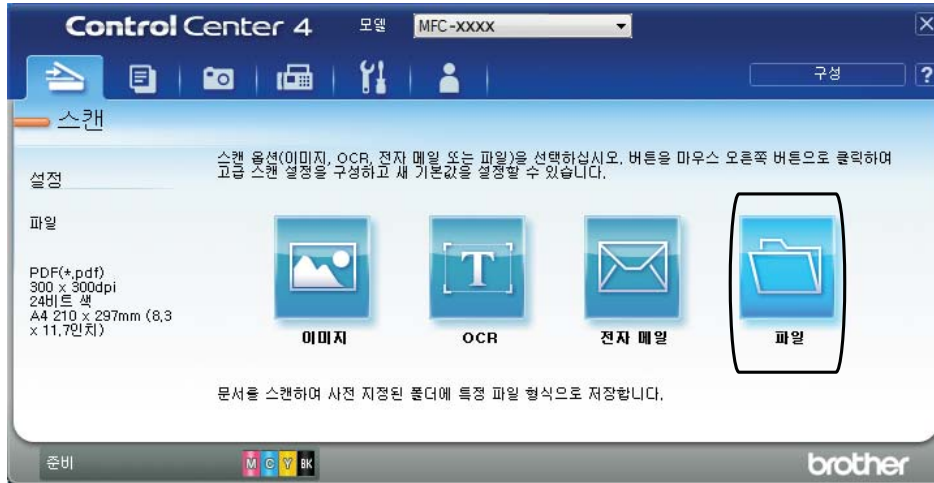 Control Center 4
모델
MFC-XXXX
구성
?
스캔
스캔 옵션(이미지, OCR, 전자 메일 또는 파일)을 선택하십시오. 버튼을 마우스 오른쪽 버튼으로 클릭하여
고급 스캔 설정을 구성하고 새 기본값을 설정할 수 있습니다.
설정
파일
PDF(*.pdf)
300 x 300dpi
24비트 색
A4 210 x 297mm (8,3
x 11,7인치)
T
이미지
OCR
전자 메일
파일
문서를 스캔하여 사전 지정된 폴더에 특정 파일 형식으로 저장합니다.
준비
M C Y BK
brother